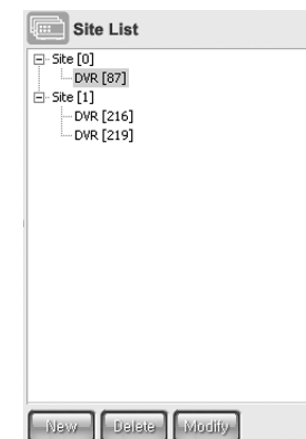 Site List
Site [0]
DVR [87]
Site [1]
DVR [216]
DVR [219]
New Delete Modify